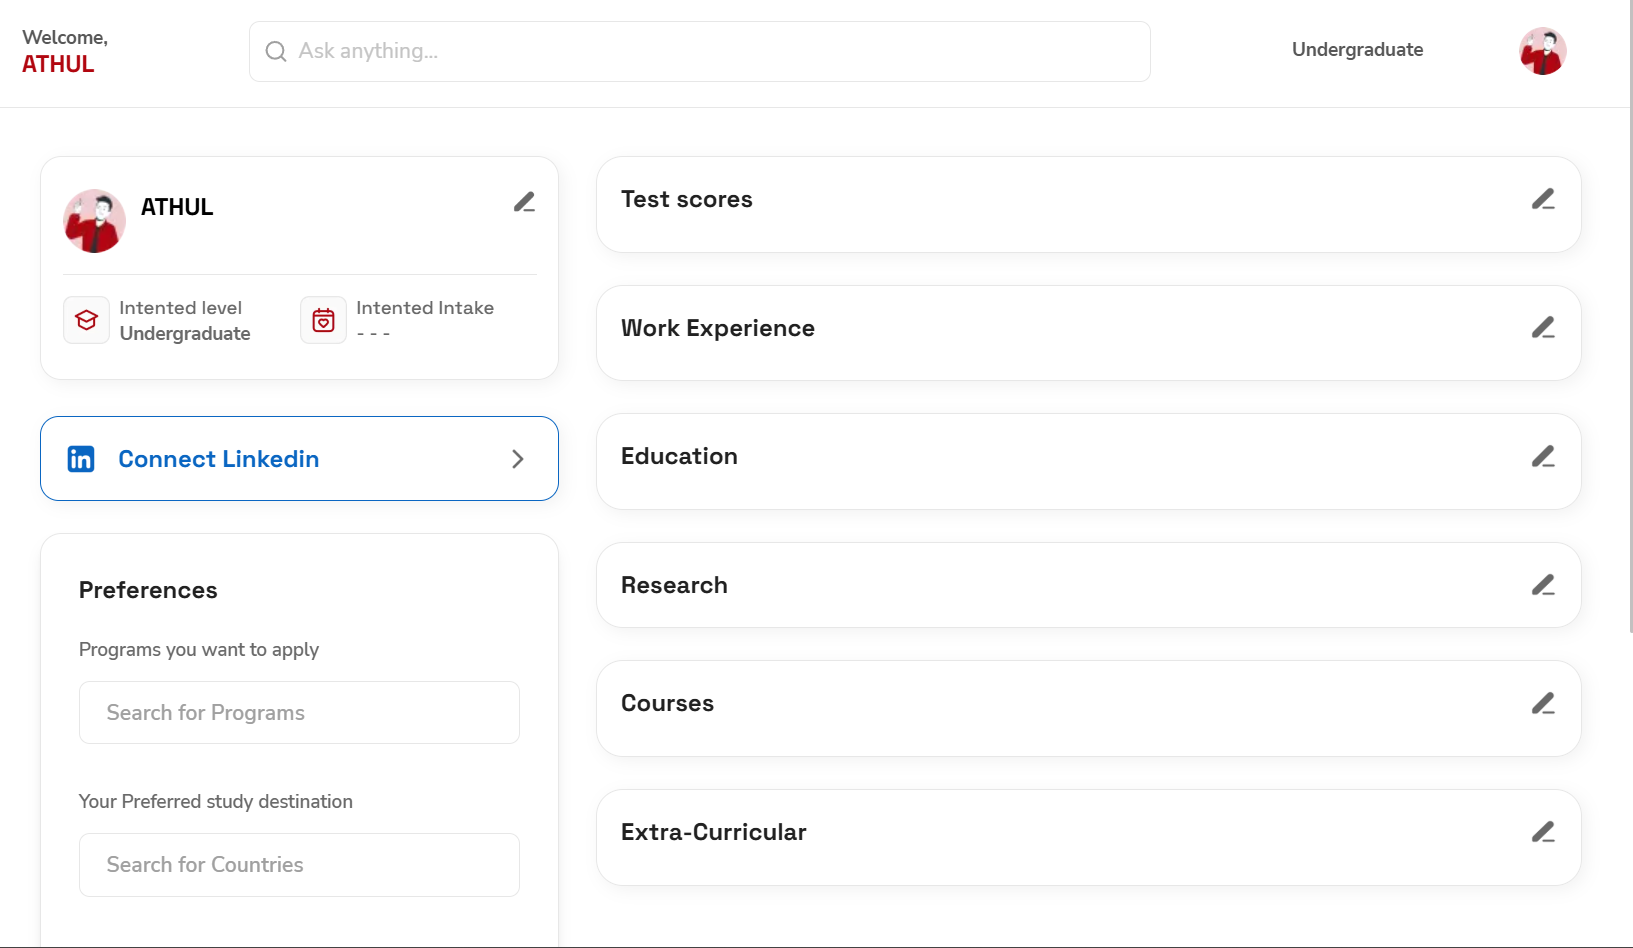 Welcome,
ATHUL
Ask anything...
Undergraduate
ATHUL
Intented level
Undergraduate
Intented Intake
- - -
in Connect Linkedin
Preferences
Programs you want to apply
Search for Programs
Your Preferred study destination
Search for Countries
Test scores
Work Experience
Education
Research
Courses
Extra-Curricular